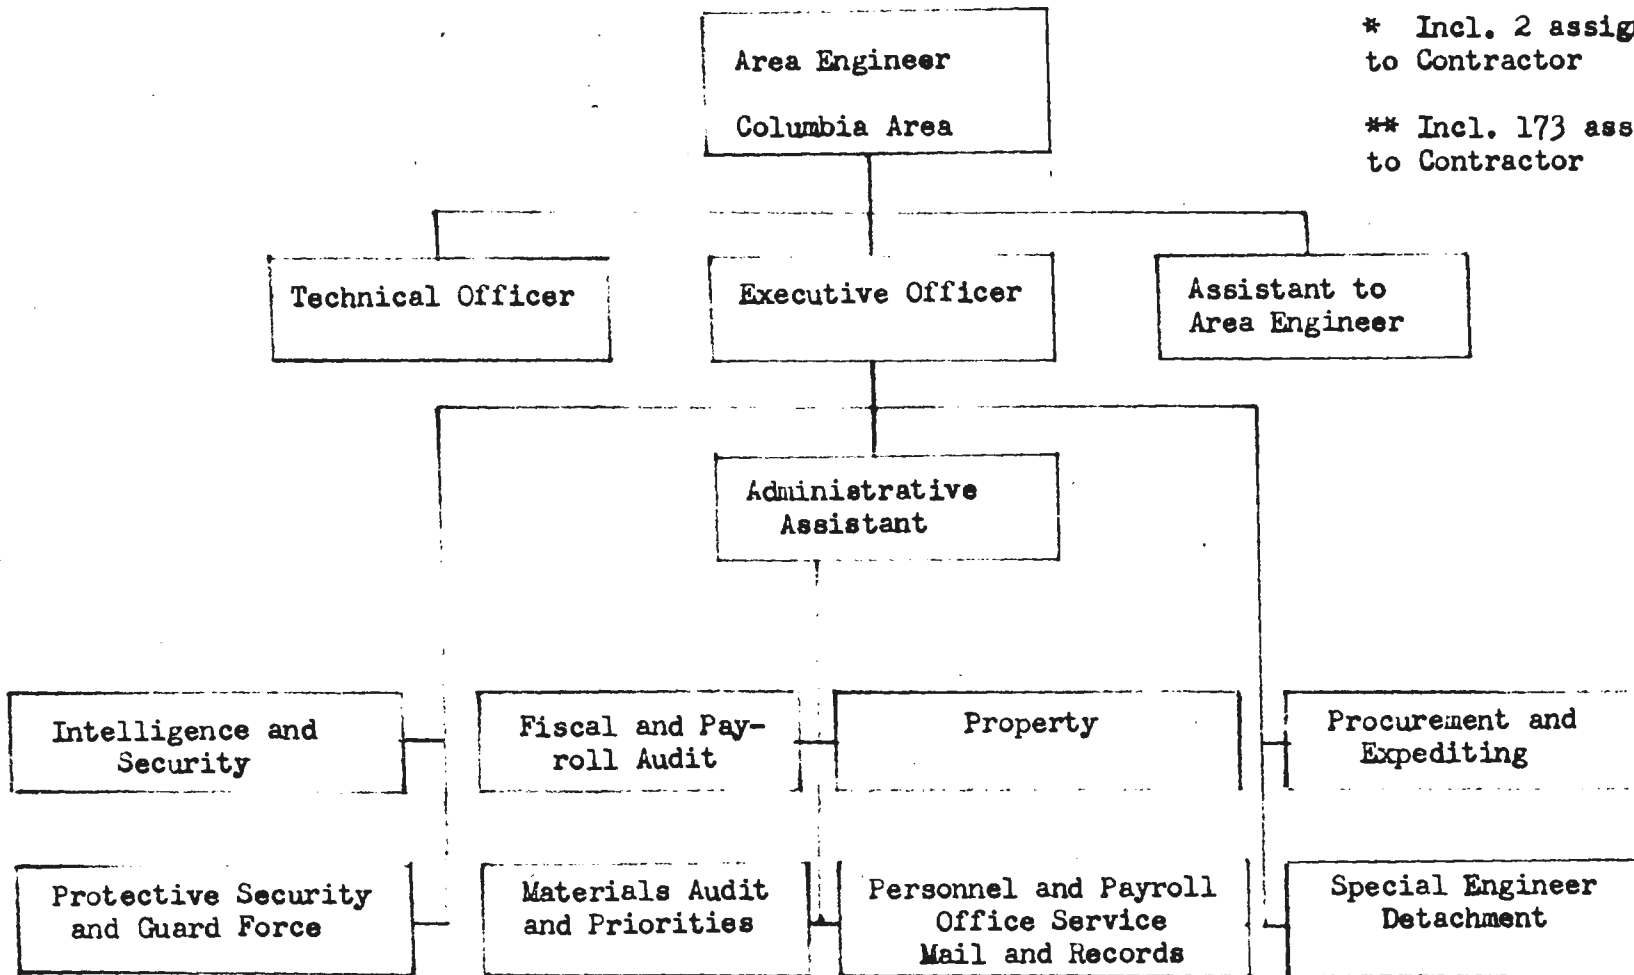 Area Engineer
Columbia Area
* Incl. 2
to Contractor
** Incl. 173
to Contractor
Technical Officer
Executive Officer
Assistant to
Area Engineer
Administrative
Assistant
Intelligence and
Security
Fiscal and Pay-
roll Audit
Property
Procurement and
Expediting
Protective Security
and Guard Force
Materials Audit
and Priorities
Personnel and Payroll
Office Service
Mail and Records
Special Engineer
Detachment